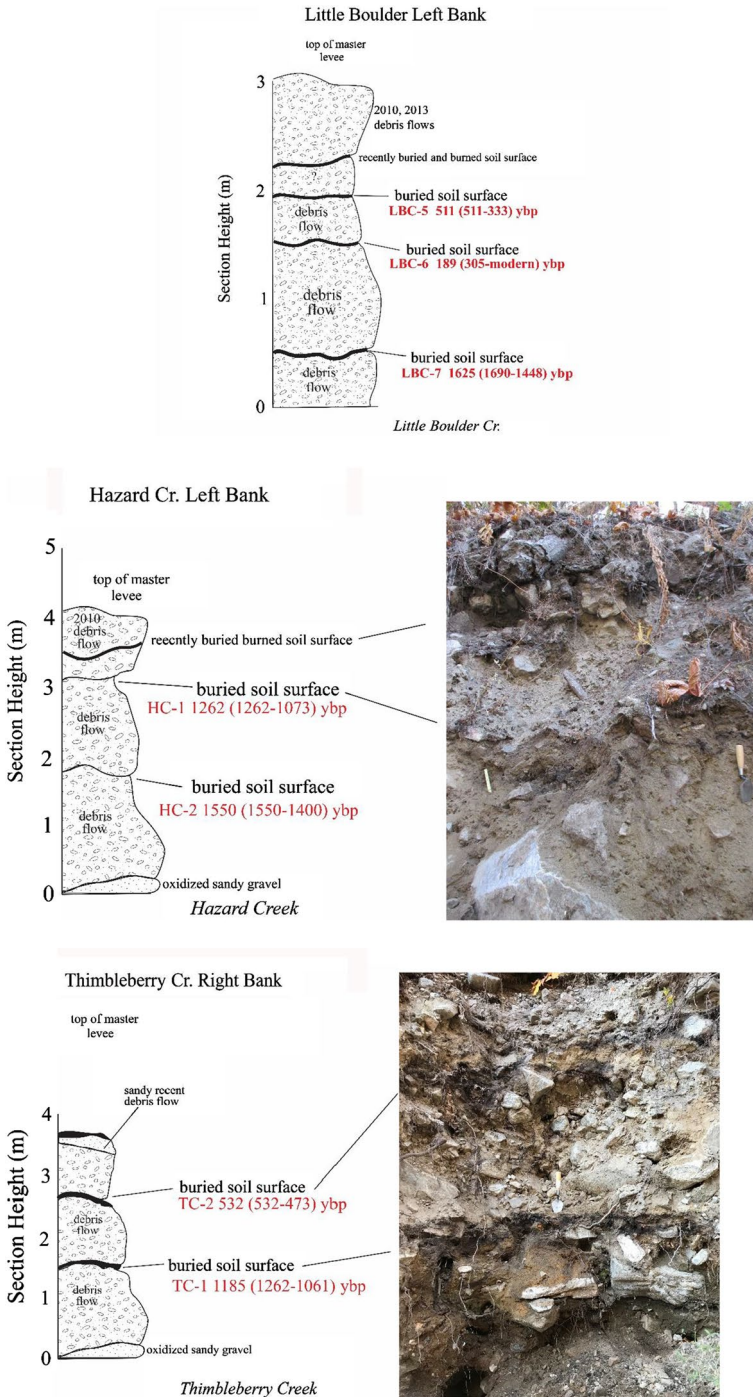 Little Boulder Left Bank
top of master
levee
3
2010, 2013
debris flows
recently buried and burned soil surface
?
2
buried soil surface
LBC-5 511 (511-333) ybp
debris
flow
buried soil surface
LBC-6 189 (305-modern) ybp
Section Height (m)
1
debris
flow
buried soil surface
LBC-7 1625 (1690-1448) ybp
debris
flow
0
Little Boulder Cr.
Hazard Cr. Left Bank
5
top of master
levee
4
2010
debris
flow
reecntly buried burned soil surface
3
buried soil surface
HC-1 1262 (1262-1073) ybp
Section Height (m)
debris
flow
2
buried soil surface
HC-2 1550 (1550-1400) ybp
debris
flow
1
oxidized sandy gravel
0
Hazard Creek
Thimbleberry Cr. Right Bank
top of master
levee
sandy recent
debris flow
4
3
buried soil surface
TC-2 532 (532-473) ybp
debris
flow
Section Height (m)
2
buried soil surface
TC-1 1185 (1262-1061) ybp
debris
flow
1
oxidized sandy gravel
0
Thimbleberry Creek